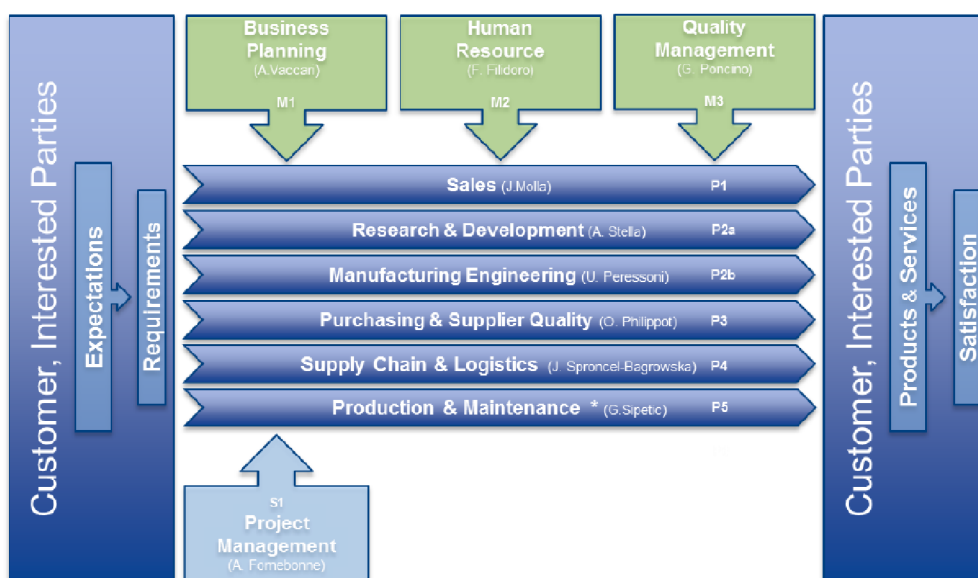 Customer, Interested Parties
Expectations
Requirements
Business
Planning
(A.Vaccari)
M1
Human
Resource
(F. Filidoro)
M2
Quality
Management
(G. Poncino)
M3
Sales (J.Molla) P1
Research & Development (A. Stella) P2a
Manufacturing Engineering (U. Peressoni) P2b
Purchasing & Supplier Quality (O. Philippot) P3
Supply Chain & Logistics (J. Sproncel-Bagrowska) P4
Production & Maintenance * (G.Sipetic) P5
S1
Project
Management
(A. Fornebonne)
Customer, Interested Parties
Products & Services
Satisfaction